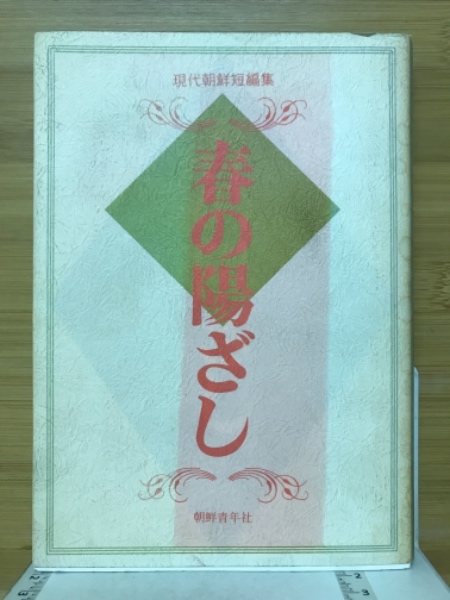 現代朝鮮短編集
春の陽ざし
朝鮮青年社